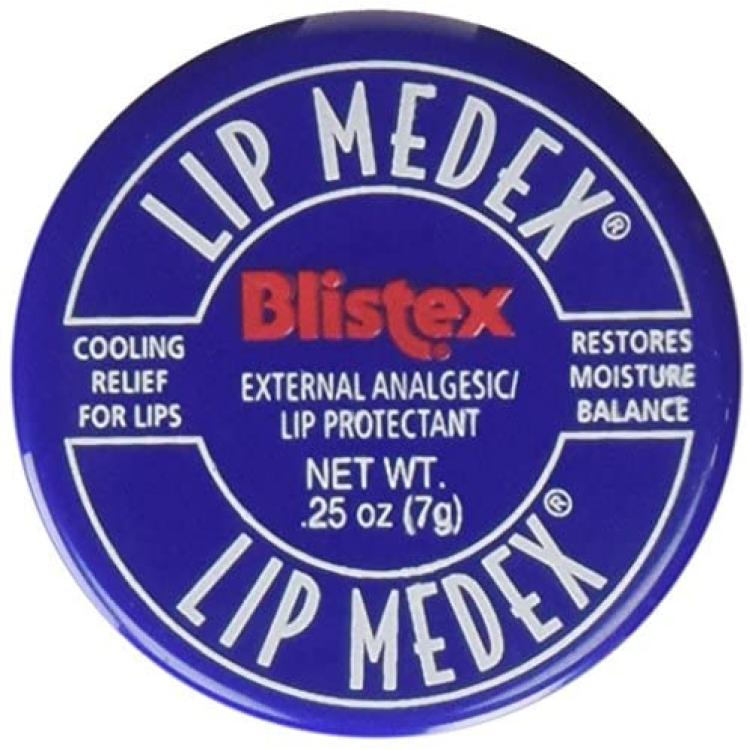 LIP MEDEX®
Blistex®
COOLING
RELIEF
FOR LIPS
EXTERNAL ANALGESIC/
LIP PROTECTANT
RESTORES
MOISTURE
BALANCE
NET WT.
.25 oz (7g)
LIP MEDEX®